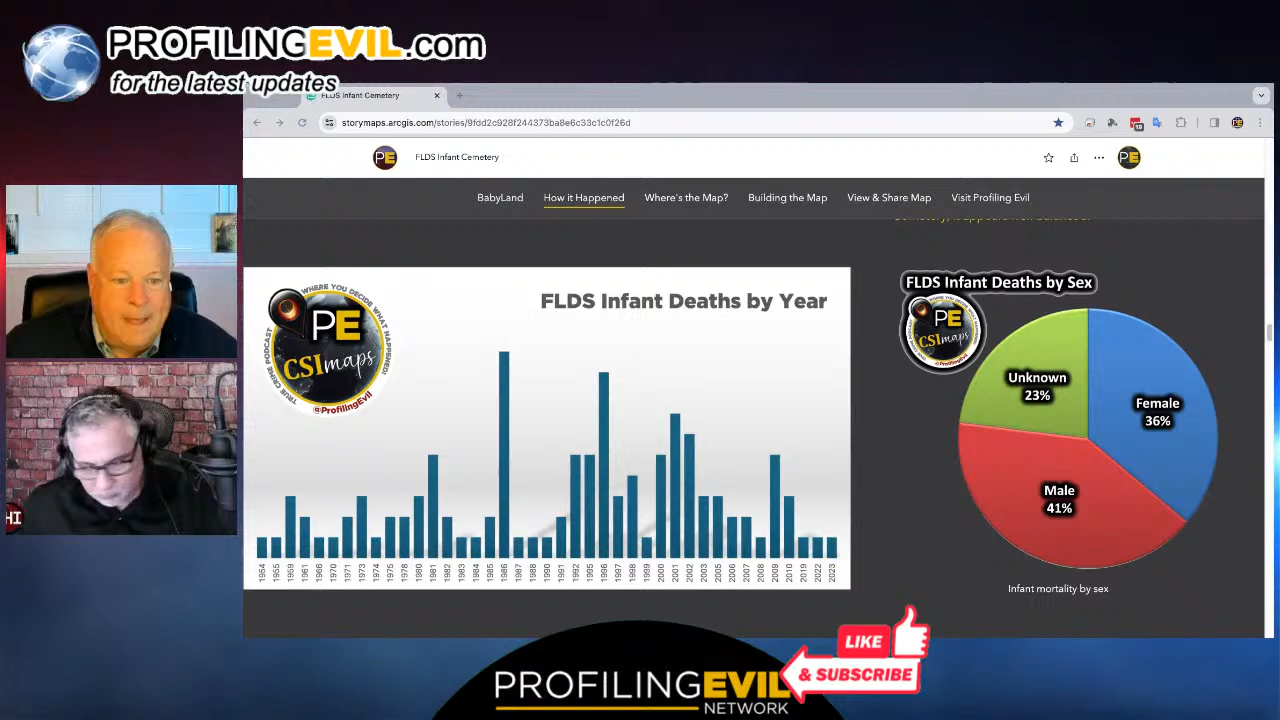 PROFILINGEVIL.com
for the latest updates
FLDS Infant Cemetery
storymaps.arcgis.com/stories/9fdd2c928f244373ba8e6c33c1c0f26d
PE
FLDS Infant Cemetery
PE
BabyLand
How it Happened
Where's the Map?
Building the Map
View & Share Map
Visit Profiling Evil
FLDS Infant Deaths by Year
WHERE YOU DECIDE WHAT HAPPENED!
PE
CSImaps
TRUE CRIME PODCAST
@ProfilingEvil
1954 1955 1959 1961 1966 1970 1971 1973 1974 1975 1978 1980 1981 1982 1983 1984 1985 1986 1987 1988 1990 1991 1992 1995 1996 1997 1998 1999 2000 2001 2002 2003 2005 2006 2007 2008 2009 2010 2019 2022 2023
FLDS Infant Deaths by Sex
PE
CSImaps
Unknown
23%
Female
36%
Male
41%
Infant mortality by sex
HI
LIKE
& SUBSCRIBE
PROFILINGEVIL
NETWORK